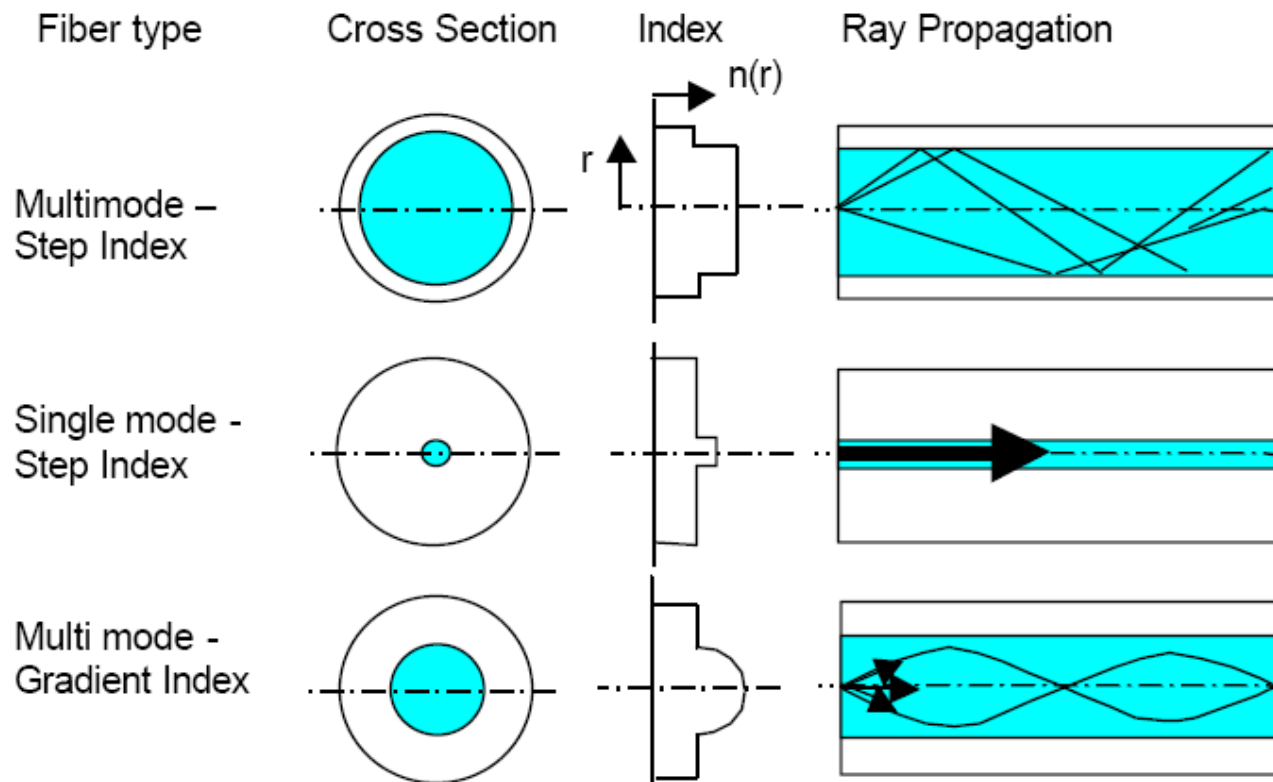 Fiber type Cross Section Index Ray Propagation
n(r)
r
Multimode –
Step Index
Single mode -
Step Index
Multi mode -
Gradient Index